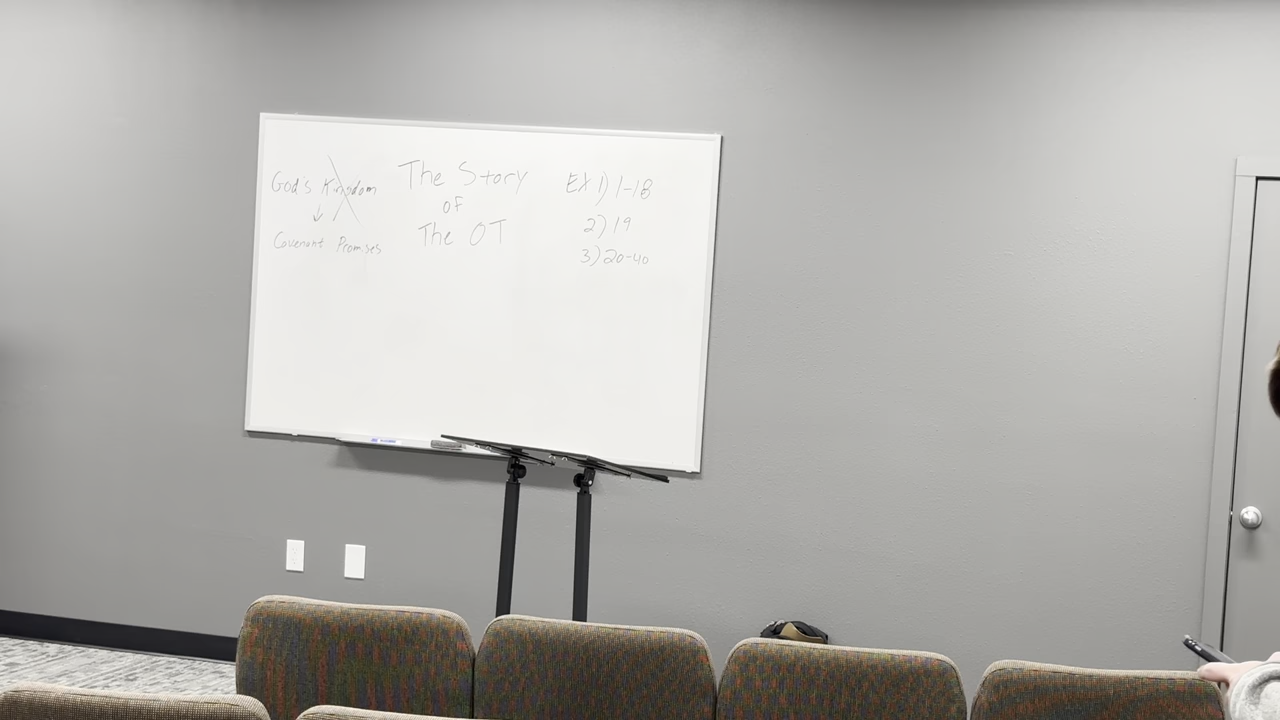 God's Kingdom
Covenant Promises
The Story
of
The OT
EX 1) 1-18
2) 19
3) 20-40